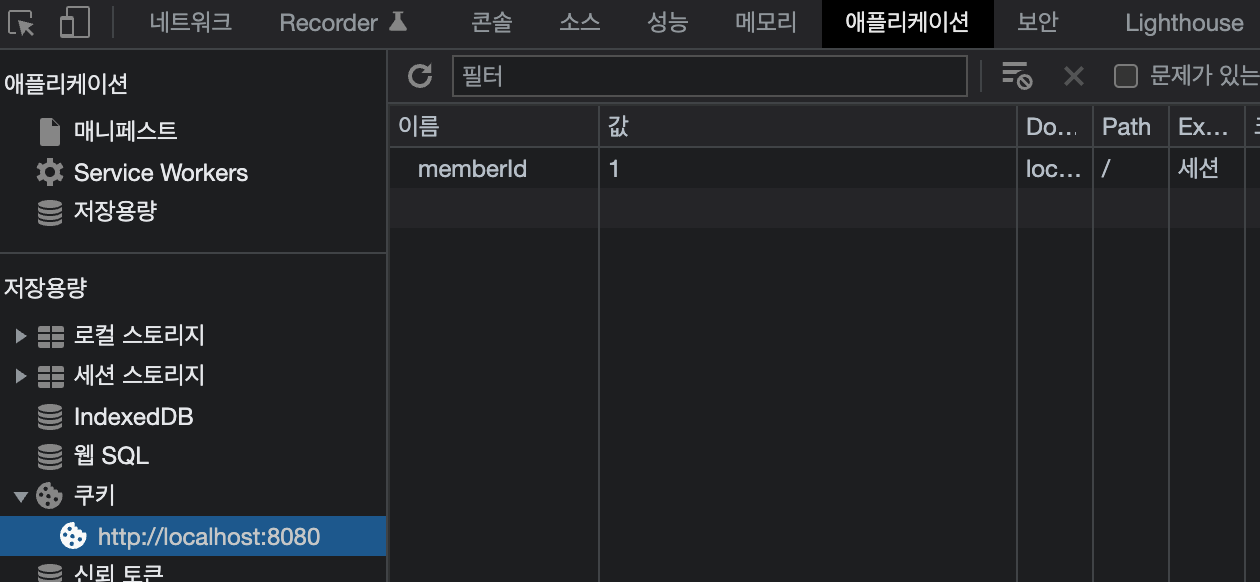 네트워크 Recorder 콘솔 소스 성능 메모리 애플리케이션 보안 Lighthouse
애플리케이션
매니페스트
Service Workers
저장용량
저장용량
로컬 스토리지
세션 스토리지
IndexedDB
웹 SQL
쿠키
http://localhost:8080
신뢰 토큰
필터 문제가 있는
이름 값 Do... Path Ex...
memberId 1 loc... / 세션